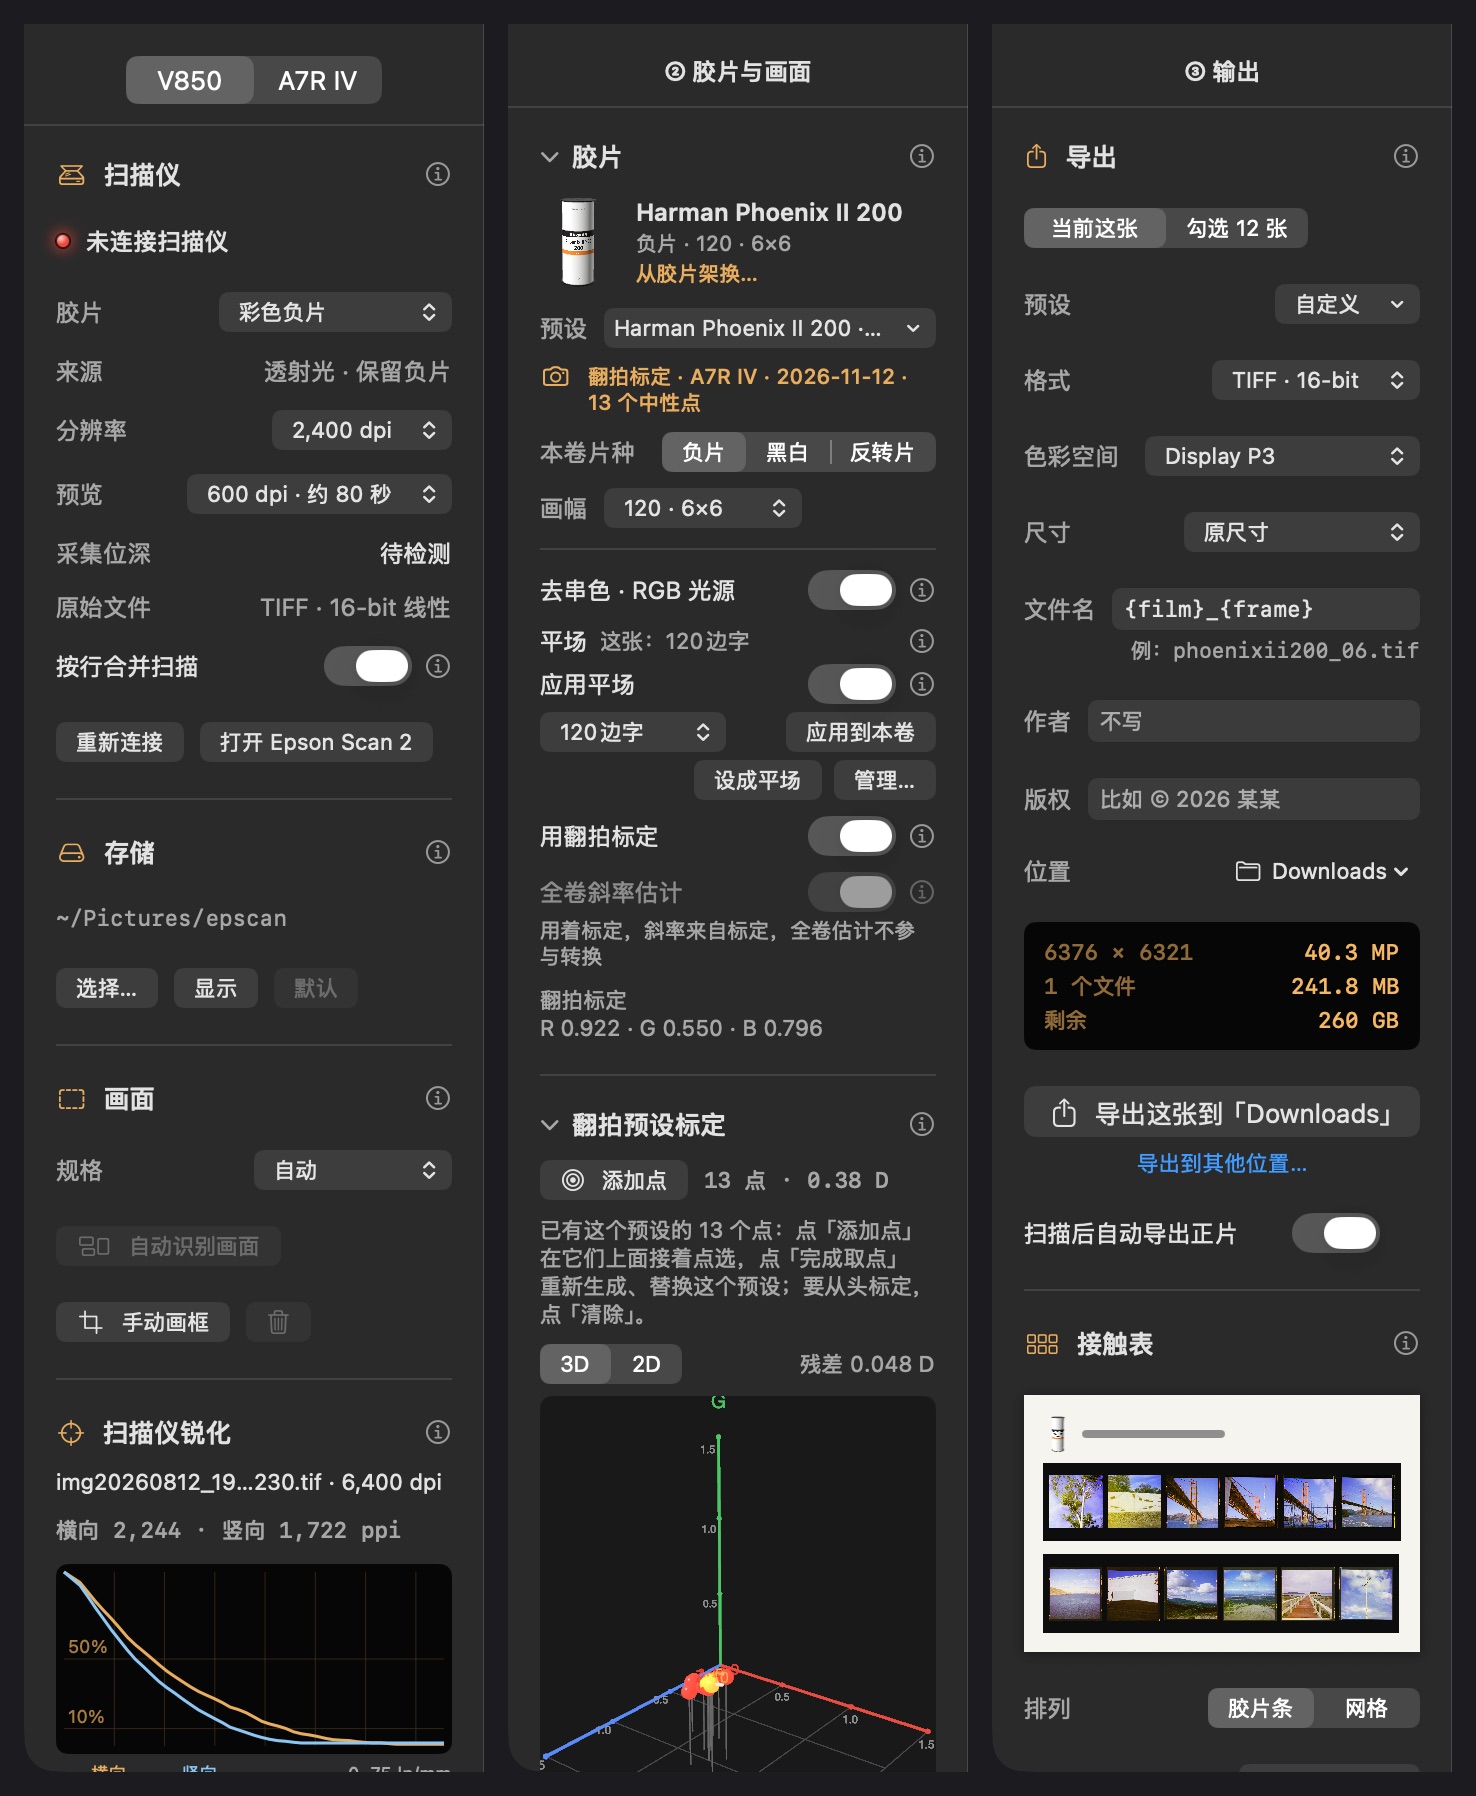 V850
A7R IV
扫描仪
未连接扫描仪
胶片
彩色负片
来源
透射光 · 保留负片
分辨率
2,400 dpi
预览
600 dpi · 约 80 秒
采集位深
待检测
原始文件
TIFF · 16-bit 线性
按行合并扫描
重新连接
打开 Epson Scan 2
存储
~/Pictures/epscan
选择...
显示
默认
画面
规格
自动
自动识别画面
手动画框
扫描仪锐化
img20260812_19...230.tif · 6,400 dpi
横向 2,244 · 竖向 1,722 ppi
50%
10%
横向
竖向
② 胶片与画面
胶片
Harman Phoenix II 200
负片 · 120 · 6×6
从胶片架换...
预设
Harman Phoenix II 200 ·...
翻拍标定 · A7R IV · 2026-11-12 ·
13 个中性点
本卷片种
负片
黑白
反转片
画幅
120 · 6×6
去串色 · RGB 光源
平场 这张：120边字
应用平场
120边字
应用到本卷
设成平场
管理...
用翻拍标定
全卷斜率估计
用着标定，斜率来自标定，全卷估计不参
与转换
翻拍标定
R 0.922 · G 0.550 · B 0.796
翻拍预设标定
添加点
13 点 · 0.38 D
已有这个预设的 13 个点：点「添加点」
在它们上面接着点选，点「完成取点」
重新生成、替换这个预设；要从头标定，
点「清除」。
3D
2D
残差 0.048 D
G
1.5
1.0
0.5
0.5
0.5
1.0
1.0
1.5
③ 输出
导出
当前这张
勾选 12 张
预设
自定义
格式
TIFF · 16-bit
色彩空间
Display P3
尺寸
原尺寸
文件名
{film}_{frame}
例：phoenixii200_06.tif
作者
不写
版权
比如 © 2026 某某
位置
Downloads
6376 × 6321
40.3 MP
1 个文件
241.8 MB
剩余
260 GB
导出这张到「Downloads」
导出到其他位置...
扫描后自动导出正片
接触表
排列
胶片条
网格